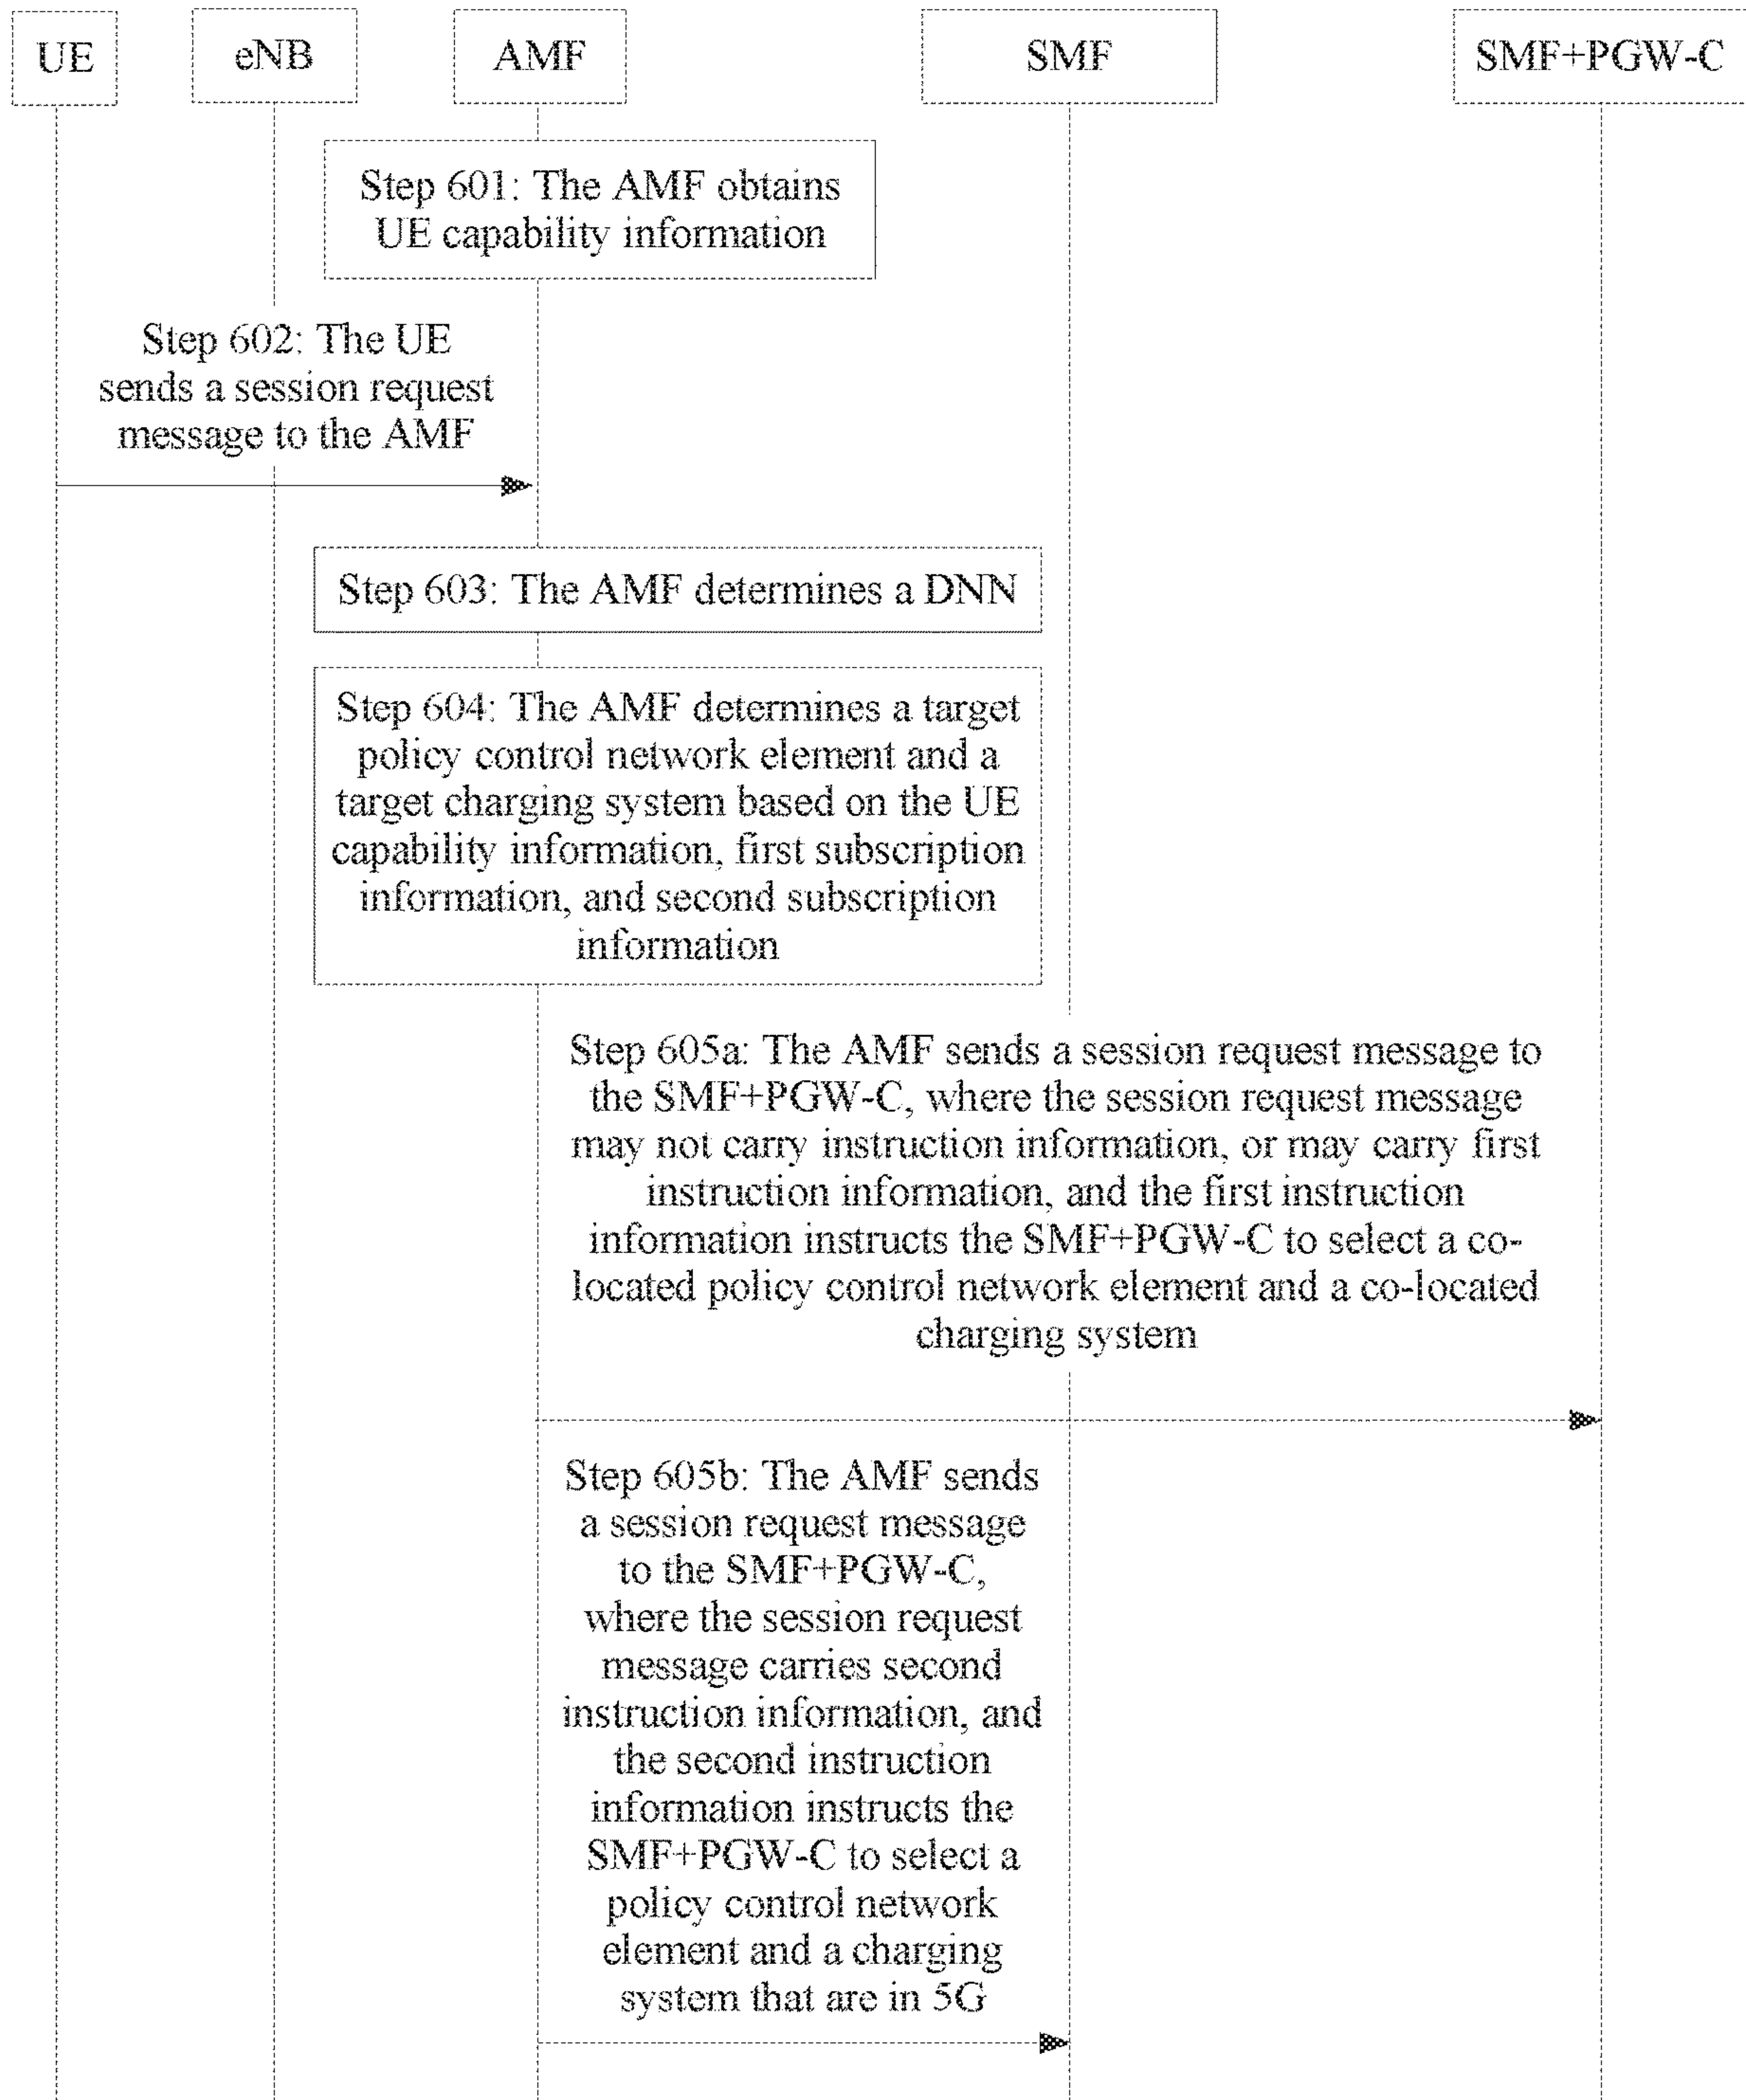 UE
eNB
AMF
SMF
SMF+PGW-C
Step 601: The AMF obtains
UE capability information
Step 602: The UE
sends a session request
message to the AMF
Step 603: The AMF determines a DNN
Step 604: The AMF determines a target
policy control network element and a
target charging system based on the UE
capability information, first subscription
information, and second subscription
information
Step 605a: The AMF sends a session request message to
the SMF+PGW-C, where the session request message
may not carry instruction information, or may carry first
instruction information, and the first instruction
information instructs the SMF+PGW-C to select a co-
located policy control network element and a co-located
charging system
Step 605b: The AMF sends
a session request message
to the SMF+PGW-C,
where the session request
message carries second
instruction information, and
the second instruction
information instructs the
SMF+PGW-C to select a
policy control network
element and a charging
system that are in 5G